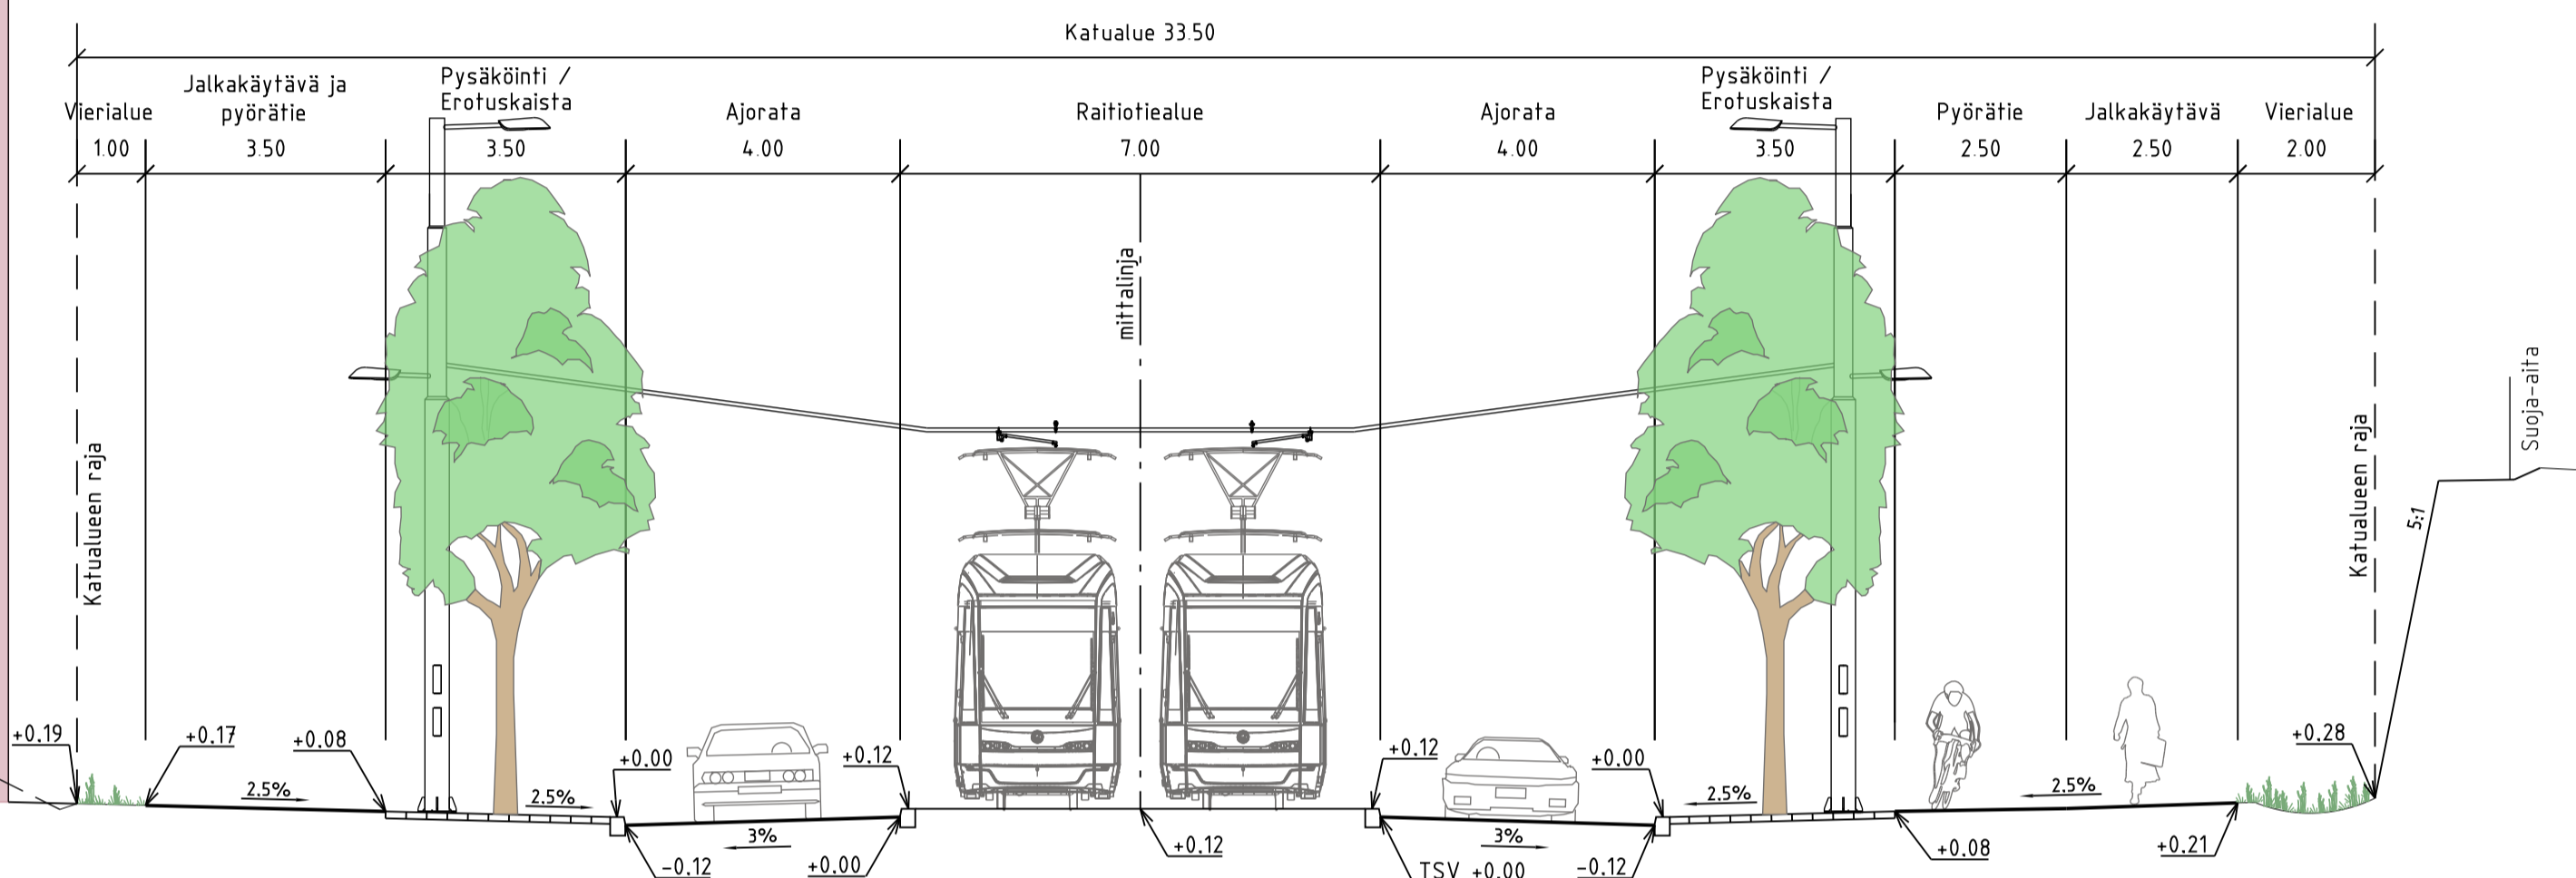 Katualue 33.50
Vierialue
1.00
Jalkakäytävä ja
pyörätie
3.50
Pysäköinti /
Erotuskaista
3.50
Ajorata
4.00
Raitiotiealue
7.00
Ajorata
4.00
Pysäköinti /
Erotuskaista
3.50
Pyörätie
2.50
Jalkakäytävä
2.50
Vierialue
2.00
Katualueen raja
mittalinja
Katualueen raja
Suoja-aita
5:1
+0.19
+0.17
+0.08
+0.00
+0.12
+0.12
+0.00
+0.28
2.5%
2.5%
2.5%
2.5%
3%
3%
-0.12
+0.00
+0.12
TSV +0.00
-0.12
+0.08
+0.21